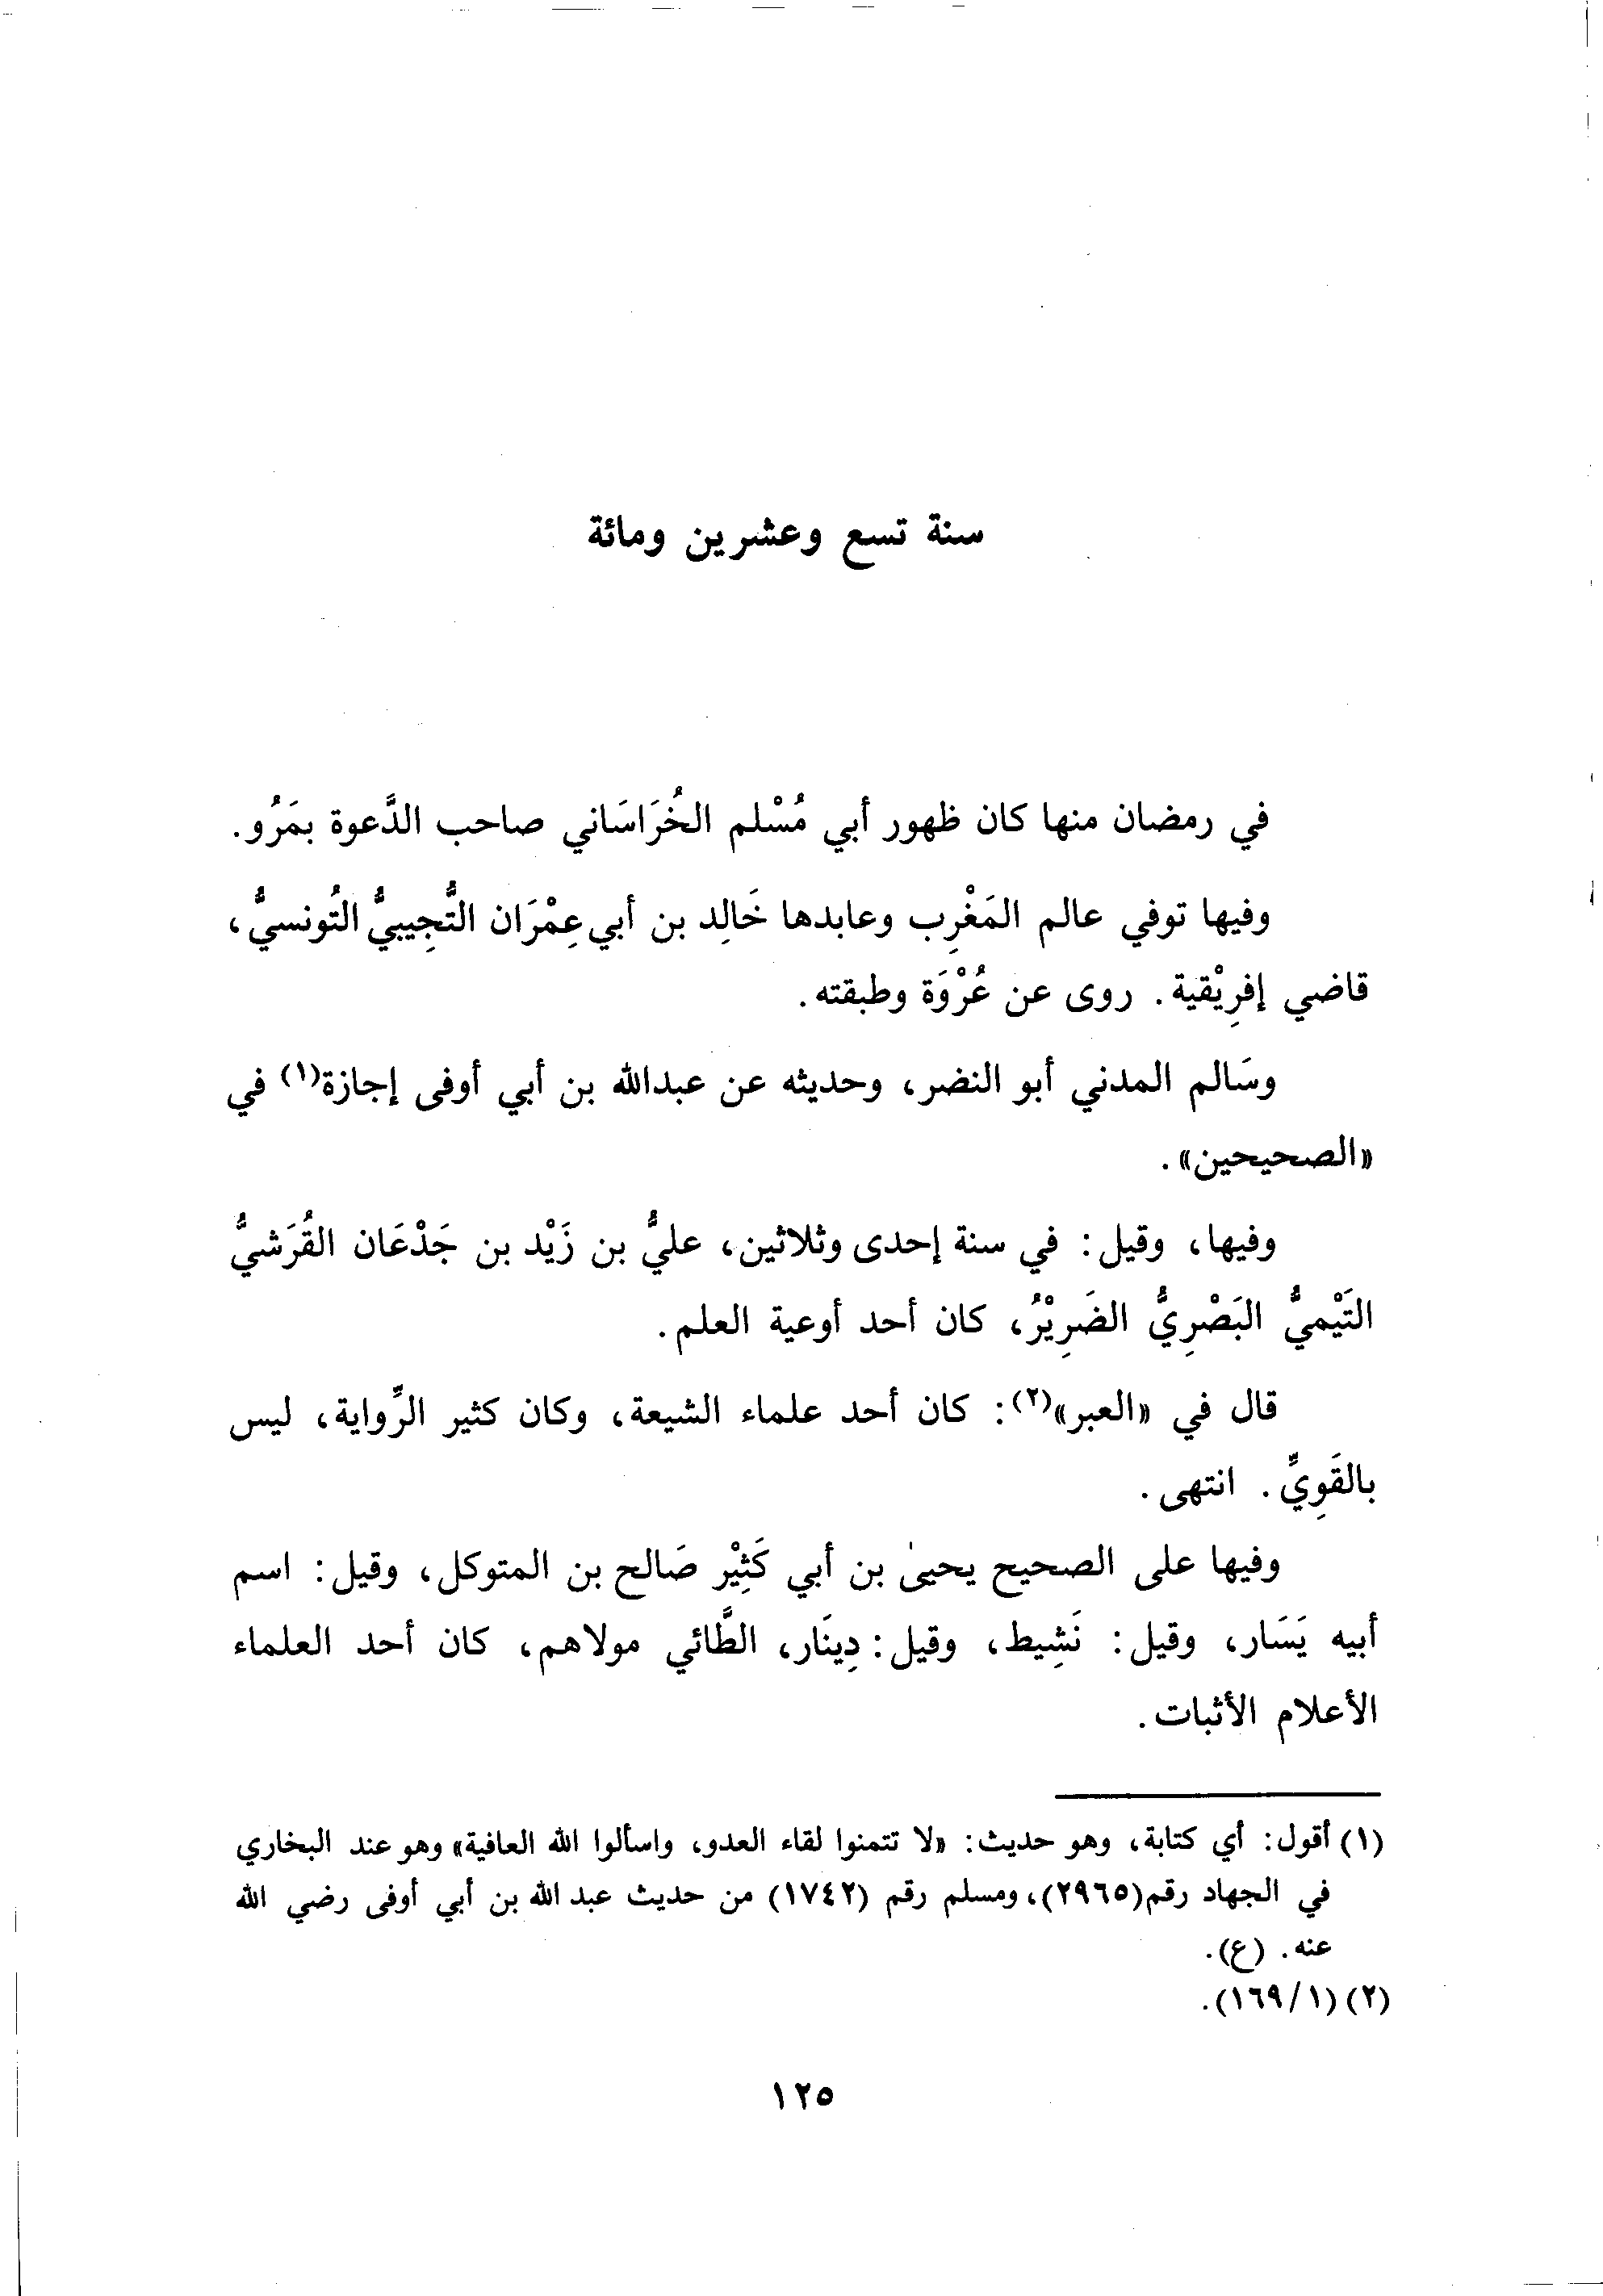 سنة تسع وعشرين ومائة
في رمضان منها كان ظهور أبي مُسْلم الخُرَاسَاني صاحب الدَّعوة بمَرُو.
وفيها توفي عالم المَغْرِب وعابدها خَالِد بن أبي عِمْرَان التُّجِيبيُّ التُونسيُّ،
قاضي إفرِيْقية. روى عن عُرْوَة وطبقته.
وسَالم المدني أبو النضر، وحديثه عن عبدالله بن أبي أوفى إجازة(١) في
«الصحيحين».
وفيها، وقيل: في سنة إحدى وثلاثين، عليُّ بن زَيْد بن جَدْعَان القُرَشيُّ
التَيْميُّ البَصْرِيُّ الضَرِيْرُ، كان أحد أوعية العلم.
قال في «العبر»(٢): كان أحد علماء الشيعة، وكان كثير الرِّواية، ليس
بالقَوِيِّ. انتهى.
وفيها على الصحيح يحيىٰ بن أبي كَثِيْر صَالح بن المتوكل، وقيل: اسم
أبيه يَسَار، وقيل: نَشِيط، وقيل: دِينَار، الطَّائي مولاهم، كان أحد العلماء
الأعلام الأثبات.
(١) أقول: أي كتابة، وهو حديث: «لا تتمنوا لقاء العدو، واسألوا الله العافية» وهو عند البخاري
في الجهاد رقم(٢٩٦٥)، ومسلم رقم (١٧٤٢) من حديث عبد الله بن أبي أوفى رضي الله
عنه. (ع).
(٢) (١/١٦٩).
١٢٥